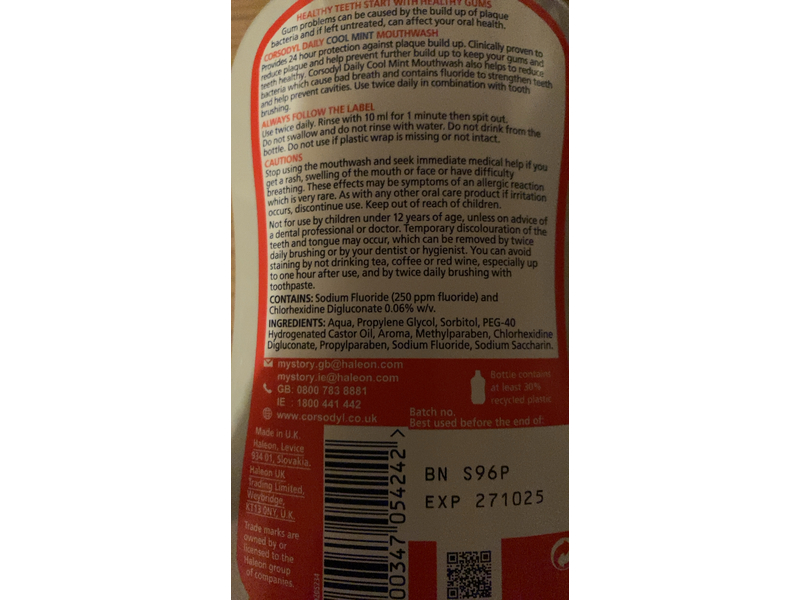 HEALTHY TEETH START WITH HEALTHY GUMS
Gum problems can be caused by the build up of plaque
bacteria and if left untreated, can affect your oral health.
CORSODYL DAILY COOL MINT MOUTHWASH
Provides 24 hour protection against plaque build up. Clinically proven to
reduce plaque and help prevent further build up to keep your gums and
teeth healthy. Corsodyl Daily Cool Mint Mouthwash also helps to reduce
bacteria which cause bad breath and contains fluoride to strengthen teeth
and help prevent cavities. Use twice daily in combination with tooth
brushing.
ALWAYS FOLLOW THE LABEL
Use twice daily. Rinse with 10 ml for 1 minute then spit out.
Do not swallow and do not rinse with water. Do not drink from the
bottle. Do not use if plastic wrap is missing or not intact.
CAUTIONS
Stop using the mouthwash and seek immediate medical help if you
get a rash, swelling of the mouth or face or have difficulty
breathing. These effects may be symptoms of an allergic reaction
which is very rare. As with any other oral care product if irritation
occurs, discontinue use. Keep out of reach of children.
Not for use by children under 12 years of age, unless on advice of
a dental professional or doctor. Temporary discolouration of the
teeth and tongue may occur, which can be removed by twice
daily brushing or by your dentist or hygienist. You can avoid
staining by not drinking tea, coffee or red wine, especially up
to one hour after use, and by twice daily brushing with
toothpaste.
CONTAINS: Sodium Fluoride (250 ppm fluoride) and
Chlorhexidine Digluconate 0.06% w/v.
INGREDIENTS: Aqua, Propylene Glycol, Sorbitol, PEG-40
Hydrogenated Castor Oil, Aroma, Methylparaben, Chlorhexidine
Digluconate, Propylparaben, Sodium Fluoride, Sodium Saccharin.
mystory.gb@haleon.com
mystory.ie@haleon.com
GB: 0800 783 8881
IE : 1800 441 442
www.corsodyl.co.uk
Bottle contains
at least 30%
recycled plastic
Batch no.
Best used before the end of:
Made in U.K.
Haleon, Levice
934 01, Slovakia.
Haleon UK
Trading Limited,
Weybridge,
KT13 0NY, U.K.
Trade marks are
owned by or
licensed to the
Haleon group
of companies.
BN S96P
EXP 271025
00347 054242 >